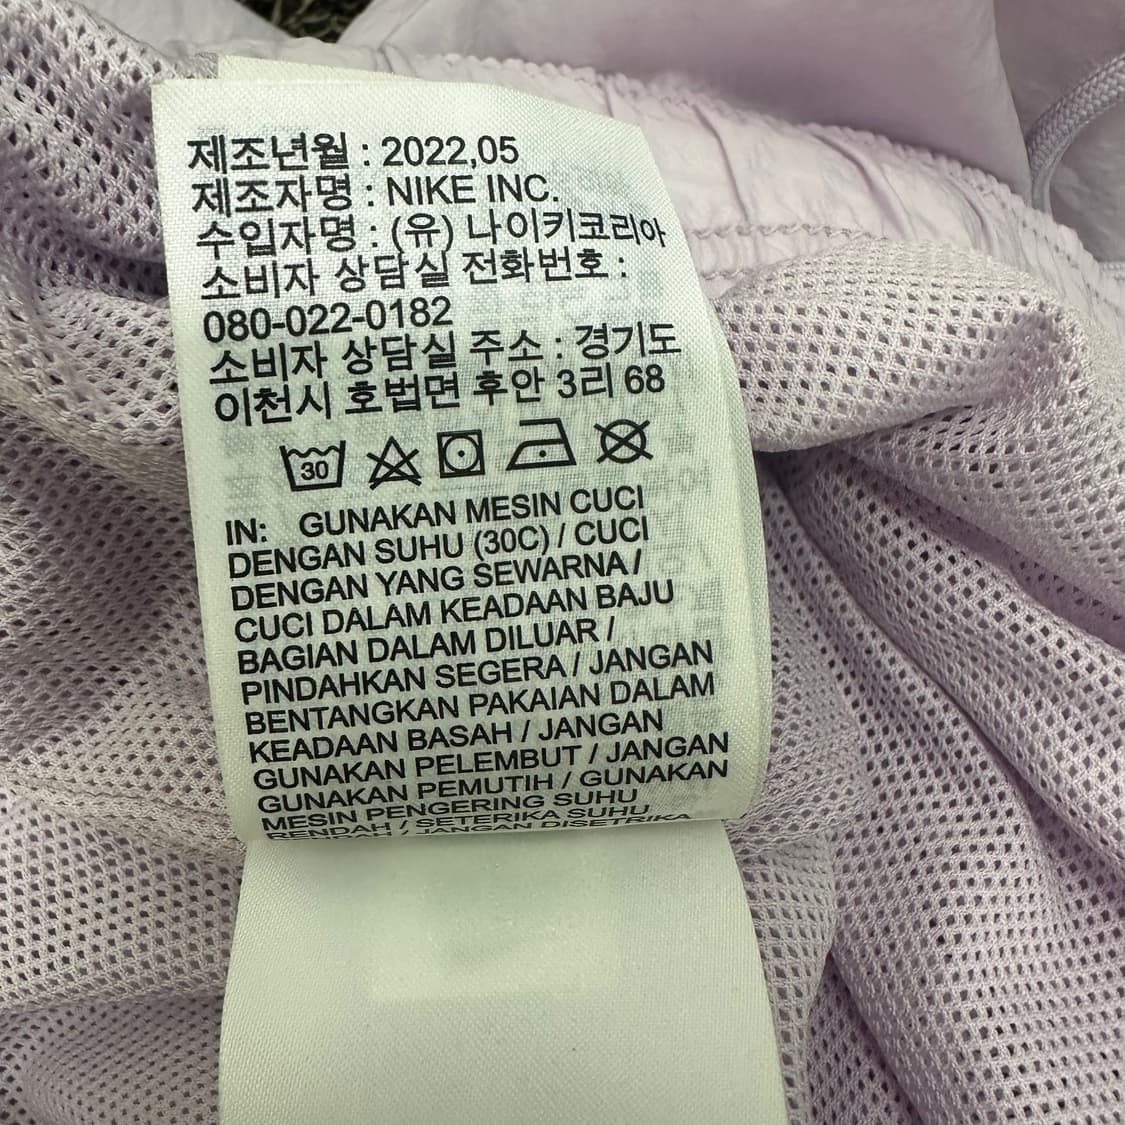 제조년월 : 2022,05
제조자명 : NIKE INC.
수입자명 : (유) 나이키코리아
소비자 상담실 전화번호 :
080-022-0182
소비자 상담실 주소 : 경기도
이천시 호법면 후안 3리 68
30
IN: GUNAKAN MESIN CUCI
DENGAN SUHU (30C) / CUCI
DENGAN YANG SEWARNA /
CUCI DALAM KEADAAN BAJU
BAGIAN DALAM DILUAR /
PINDAHKAN SEGERA / JANGAN
BENTANGKAN PAKAIAN DALAM
KEADAAN BASAH / JANGAN
GUNAKAN PELEMBUT / JANGAN
GUNAKAN PEMUTIH / GUNAKAN
MESIN PENGERING SUHU
RENDAH / SETERIKA SUHU
RENDAH / JANGAN DISETRIKA